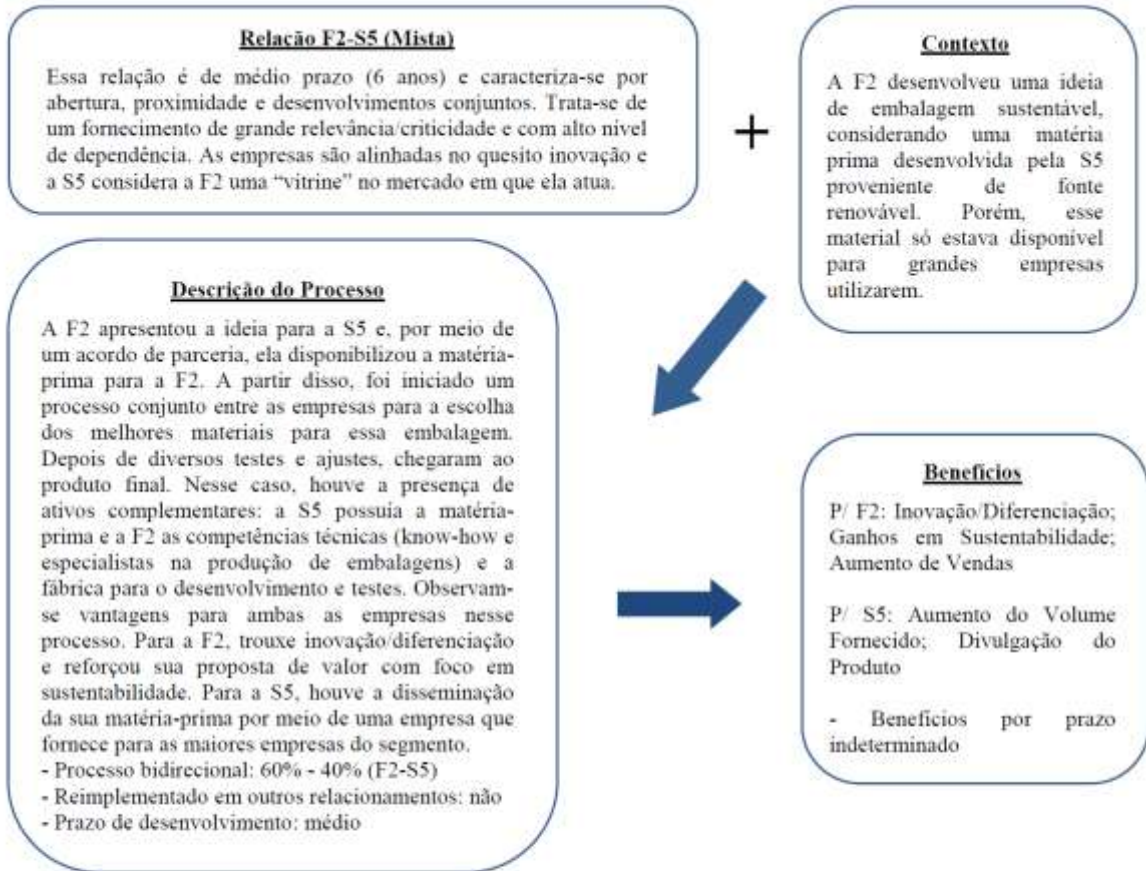 Relação F2-S5 (Mista)
Essa relação é de médio prazo (6 anos) e caracteriza-se por
abertura, proximidade e desenvolvimentos conjuntos. Trata-se de
um fornecimento de grande relevância/criticidade e com alto nível
de dependência. As empresas são alinhadas no quesito inovação e
a S5 considera a F2 uma “vitrine” no mercado em que ela atua.
+
Contexto
A F2 desenvolveu uma ideia
de embalagem sustentável,
considerando uma matéria
prima desenvolvida pela S5
proveniente de fonte
renovável. Porém, esse
material só estava disponível
para grandes empresas
utilizarem.
Descrição do Processo
A F2 apresentou a ideia para a S5 e, por meio de
um acordo de parceria, ela disponibilizou a matéria-
prima para a F2. A partir disso, foi iniciado um
processo conjunto entre as empresas para a escolha
dos melhores materiais para essa embalagem.
Depois de diversos testes e ajustes, chegaram ao
produto final. Nesse caso, houve a presença de
ativos complementares: a S5 possuia a matéria-
prima e a F2 as competências técnicas (know-how e
especialistas na produção de embalagens) e a
fábrica para o desenvolvimento e testes. Observam-
se vantagens para ambas as empresas nesse
processo. Para a F2, trouxe inovação/diferenciação
e reforçou sua proposta de valor com foco em
sustentabilidade. Para a S5, houve a disseminação
da sua matéria-prima por meio de uma empresa que
fornece para as maiores empresas do segmento.
- Processo bidirecional: 60% - 40% (F2-S5)
- Reimplementado em outros relacionamentos: não
- Prazo de desenvolvimento: médio
Benefícios
P/ F2: Inovação/Diferenciação;
Ganhos em Sustentabilidade;
Aumento de Vendas
P/ S5: Aumento do Volume
Fornecido; Divulgação do
Produto
- Benefícios por prazo
indeterminado